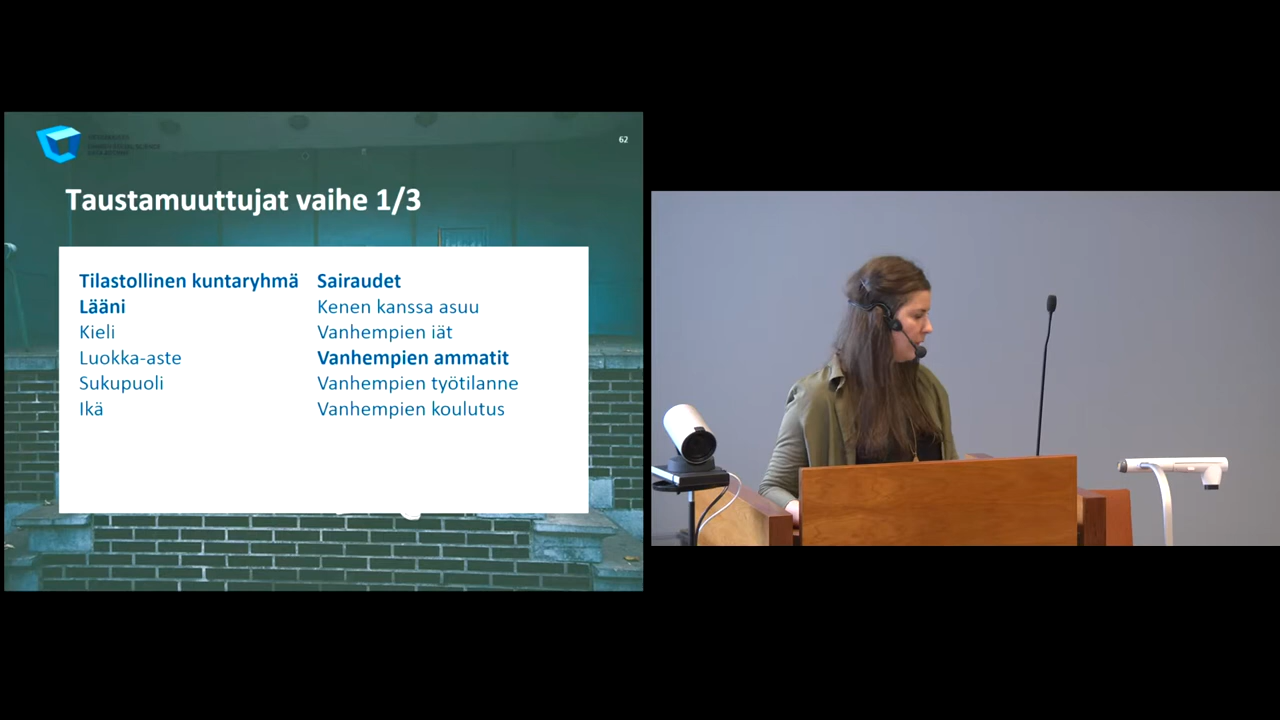 62
Taustamuuttujat vaihe 1/3
Tilastollinen kuntaryhmä
Lääni
Kieli
Luokka-aste
Sukupuoli
Ikä
Sairaudet
Kenen kanssa asuu
Vanhempien iät
Vanhempien ammatit
Vanhempien työtilanne
Vanhempien koulutus